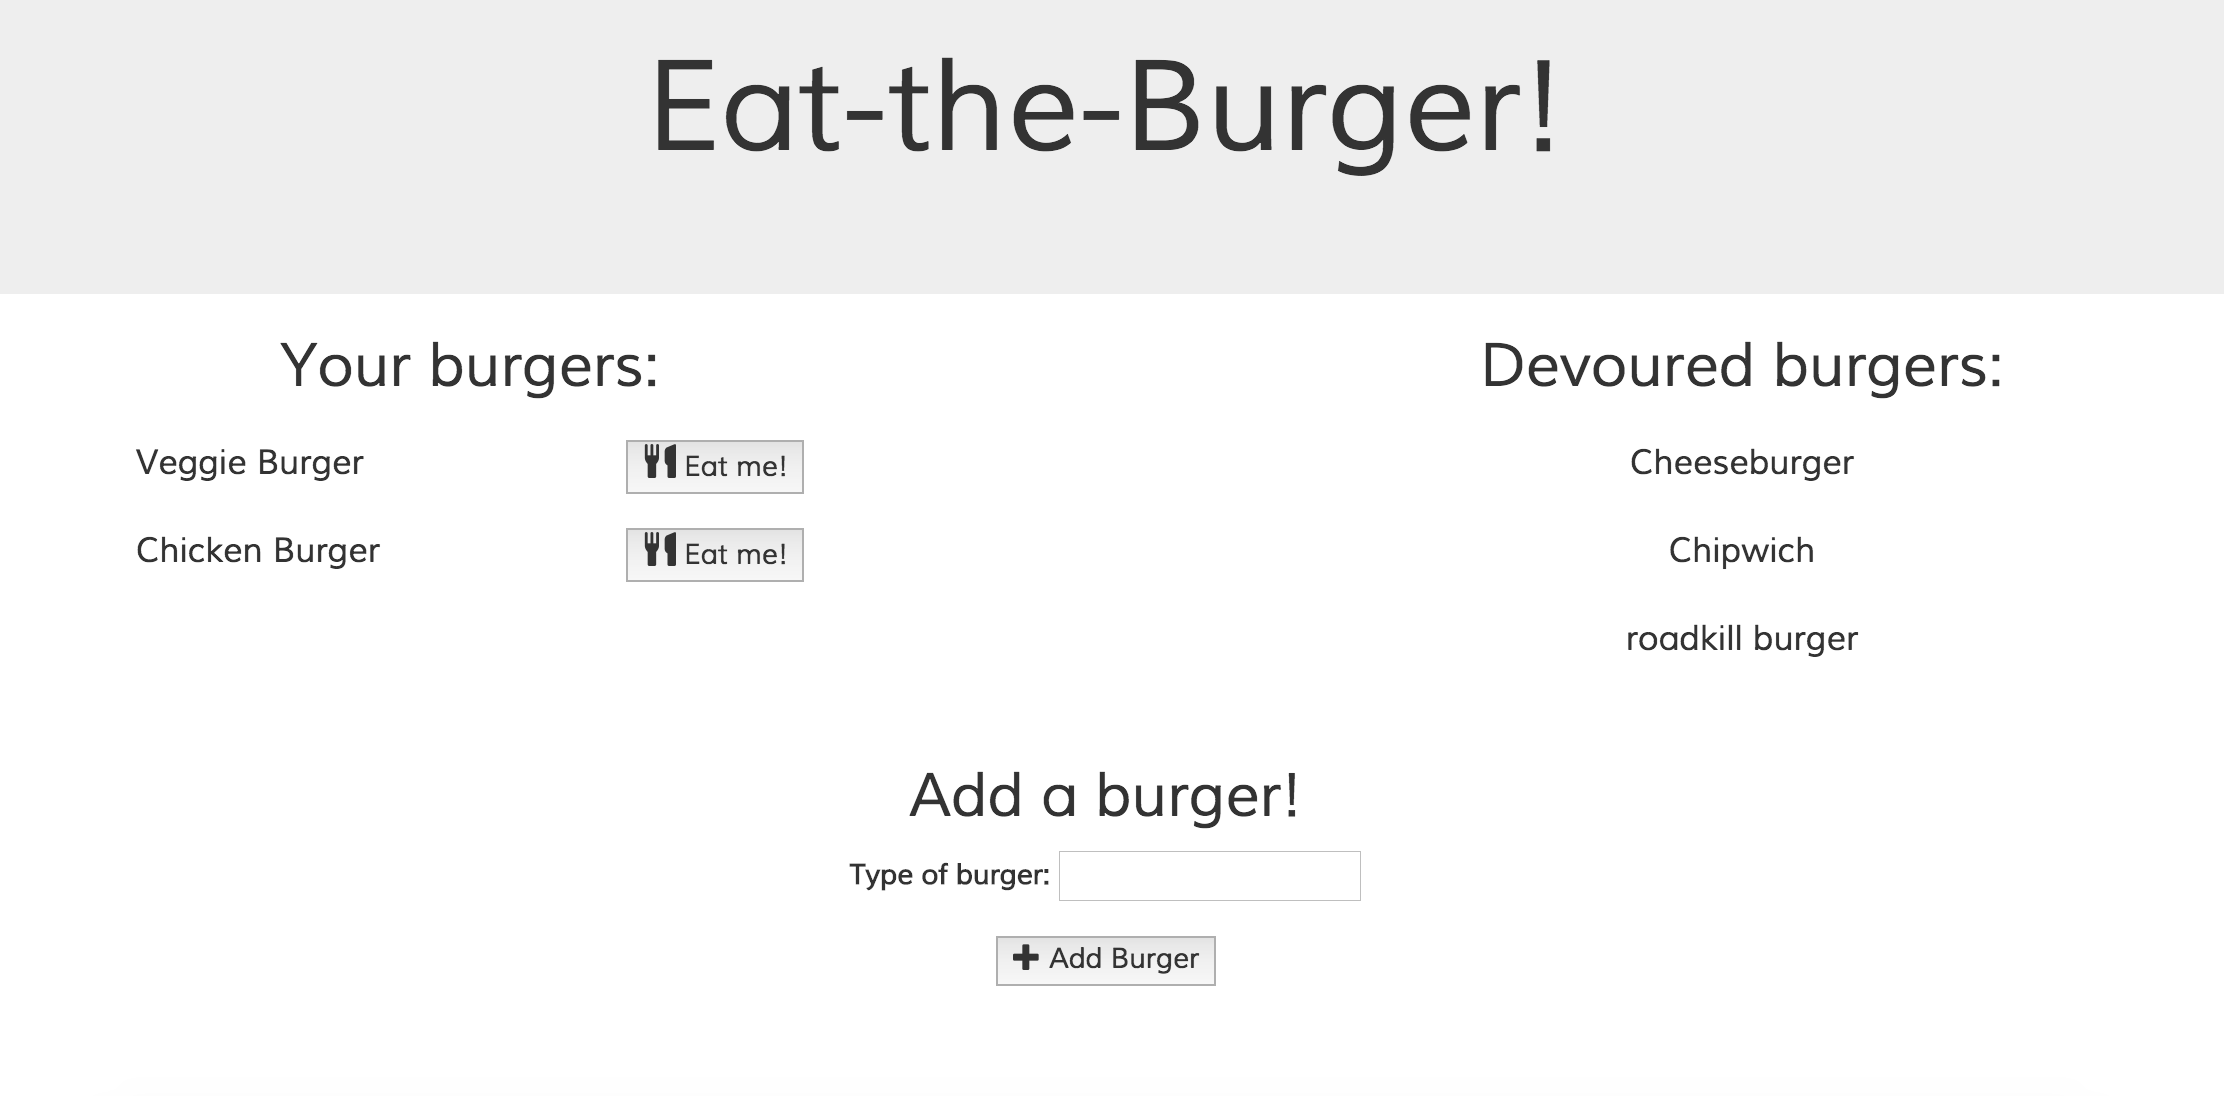 Eat-the-Burger!
Your burgers:
Veggie Burger
Eat me!
Chicken Burger
Eat me!
Devoured burgers:
Cheeseburger
Chipwich
roadkill burger
Add a burger!
Type of burger:
Add Burger